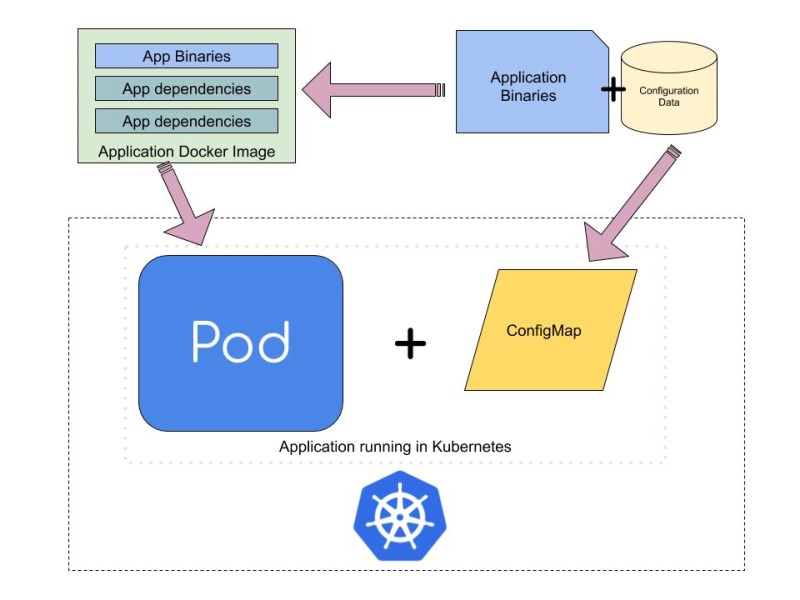 App Binaries
App dependencies
App dependencies
Application Docker Image
Application
Binaries
+
Configuration
Data
Pod
+
ConfigMap
Application running in Kubernetes